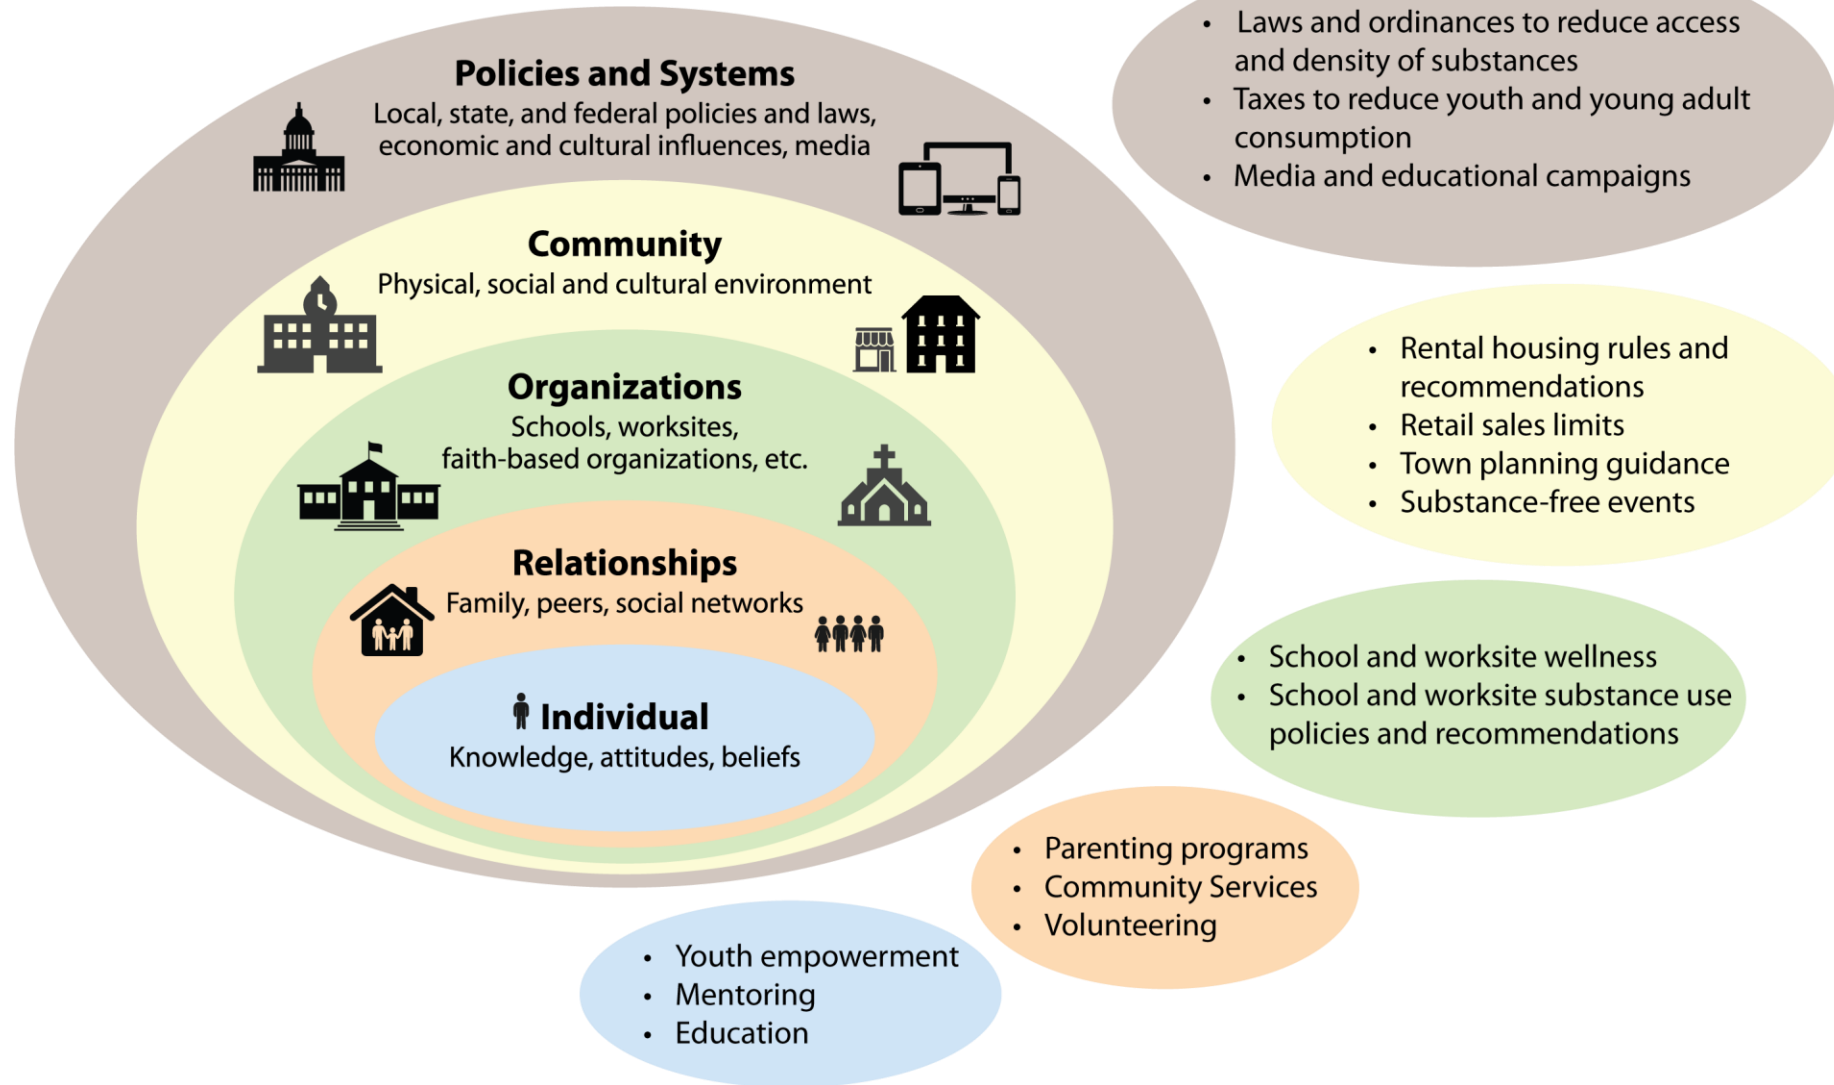 Policies and Systems
Local, state, and federal policies and laws,
economic and cultural influences, media
Community
Physical, social and cultural environment
Organizations
Schools, worksites,
faith-based organizations, etc.
Relationships
Family, peers, social networks
Individual
Knowledge, attitudes, beliefs
• Laws and ordinances to reduce access
and density of substances
• Taxes to reduce youth and young adult
consumption
• Media and educational campaigns
• Rental housing rules and
recommendations
• Retail sales limits
• Town planning guidance
• Substance-free events
• School and worksite wellness
• School and worksite substance use
policies and recommendations
• Parenting programs
• Community Services
• Volunteering
• Youth empowerment
• Mentoring
• Education